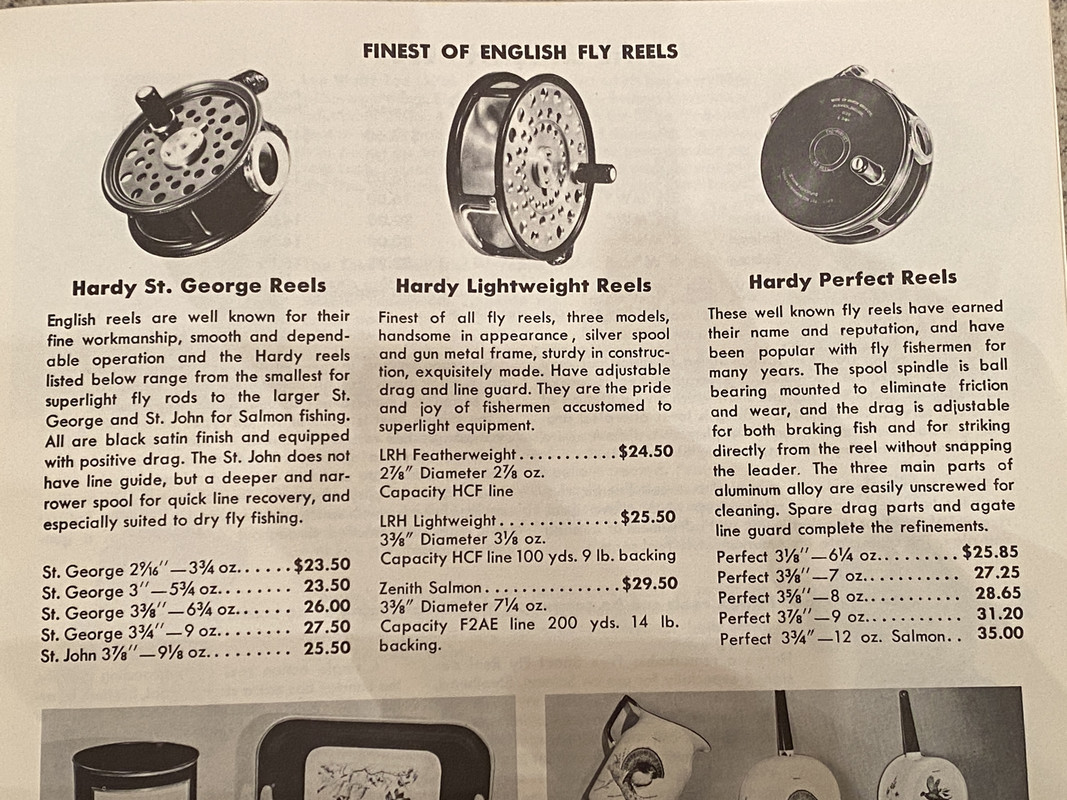 FINEST OF ENGLISH FLY REELS
Hardy St. George Reels
English reels are well known for their
fine workmanship, smooth and depend-
able operation and the Hardy reels
listed below range from the smallest for
superlight fly rods to the larger St.
George and St. John for Salmon fishing.
All are black satin finish and equipped
with positive drag. The St. John does not
have line guide, but a deeper and nar-
rower spool for quick line recovery, and
especially suited to dry fly fishing.
St. George 2 9/16"—3¾ oz......$23.50
St. George 3"—5¾ oz........ 23.50
St. George 3⅜"—6¾ oz...... 26.00
St. George 3¾"—9 oz........ 27.50
St. John 3⅞"—9⅛ oz........ 25.50
Hardy Lightweight Reels
Finest of all fly reels, three models,
handsome in appearance, silver spool
and gun metal frame, sturdy in construc-
tion, exquisitely made. Have adjustable
drag and line guard. They are the pride
and joy of fishermen accustomed to
superlight equipment.
LRH Featherweight...........$24.50
2⅞" Diameter 2⅞ oz.
Capacity HCF line
LRH Lightweight.............$25.50
3⅜" Diameter 3⅛ oz.
Capacity HCF line 100 yds. 9 lb. backing
Zenith Salmon...............$29.50
3⅜" Diameter 7¼ oz.
Capacity F2AE line 200 yds. 14 lb.
backing.
Hardy Perfect Reels
These well known fly reels have earned
their name and reputation, and have
been popular with fly fishermen for
many years. The spool spindle is ball
bearing mounted to eliminate friction
and wear, and the drag is adjustable
for both braking fish and for striking
directly from the reel without snapping
the leader. The three main parts of
aluminum alloy are easily unscrewed for
cleaning. Spare drag parts and agate
line guard complete the refinements.
Perfect 3⅛"—6¼ oz.........$25.85
Perfect 3⅜"—7 oz........... 27.25
Perfect 3⅝"—8 oz........... 28.65
Perfect 3⅞"—9 oz........... 31.20
Perfect 3¾"—12 oz. Salmon.. 35.00